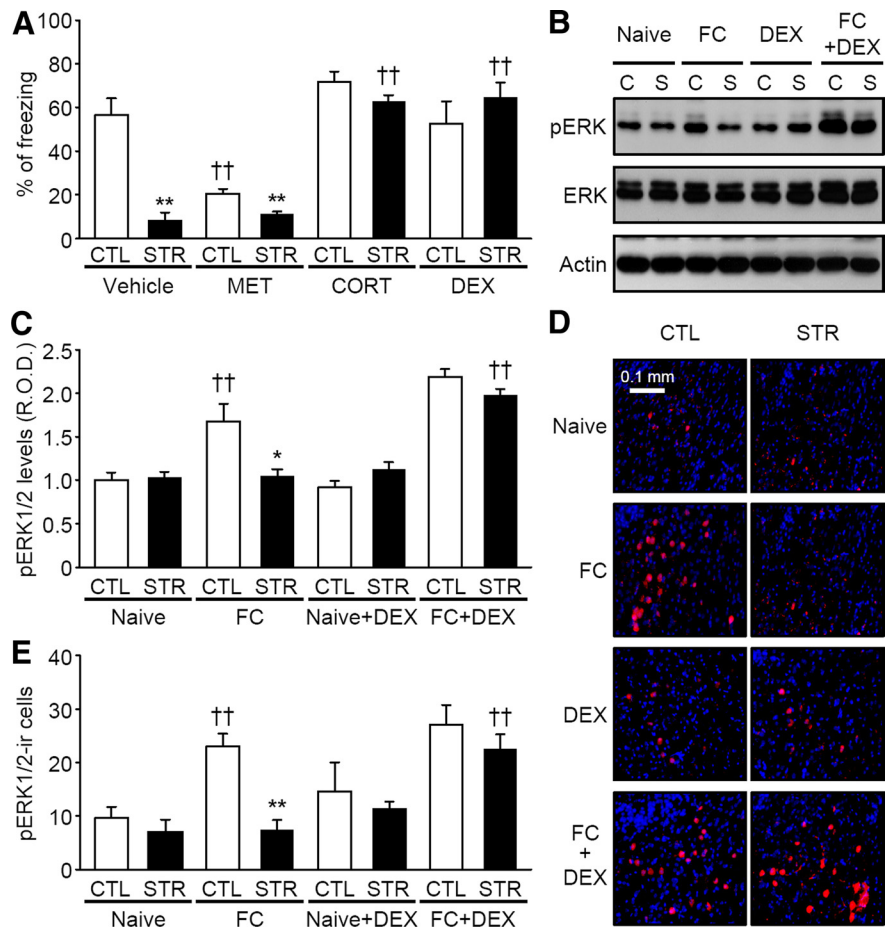 A
% of freezing
100
80
60
40
20
0
††
††
††
**
**
CTL STR CTL STR CTL STR CTL STR
Vehicle MET CORT DEX
B
Naive FC DEX FC +DEX
C S C S C S C S
pERK
ERK
Actin
C
pERK1/2 levels (R.O.D.)
2.5
2.0
1.5
1.0
0.5
0
††
*
††
CTL STR CTL STR CTL STR CTL STR
Naive FC Naive+DEX FC+DEX
D
CTL STR
0.1 mm
Naive
FC
DEX
FC
+
DEX
E
pERK1/2-ir cells
40
30
20
10
0
††
**
††
CTL STR CTL STR CTL STR CTL STR
Naive FC Naive+DEX FC+DEX